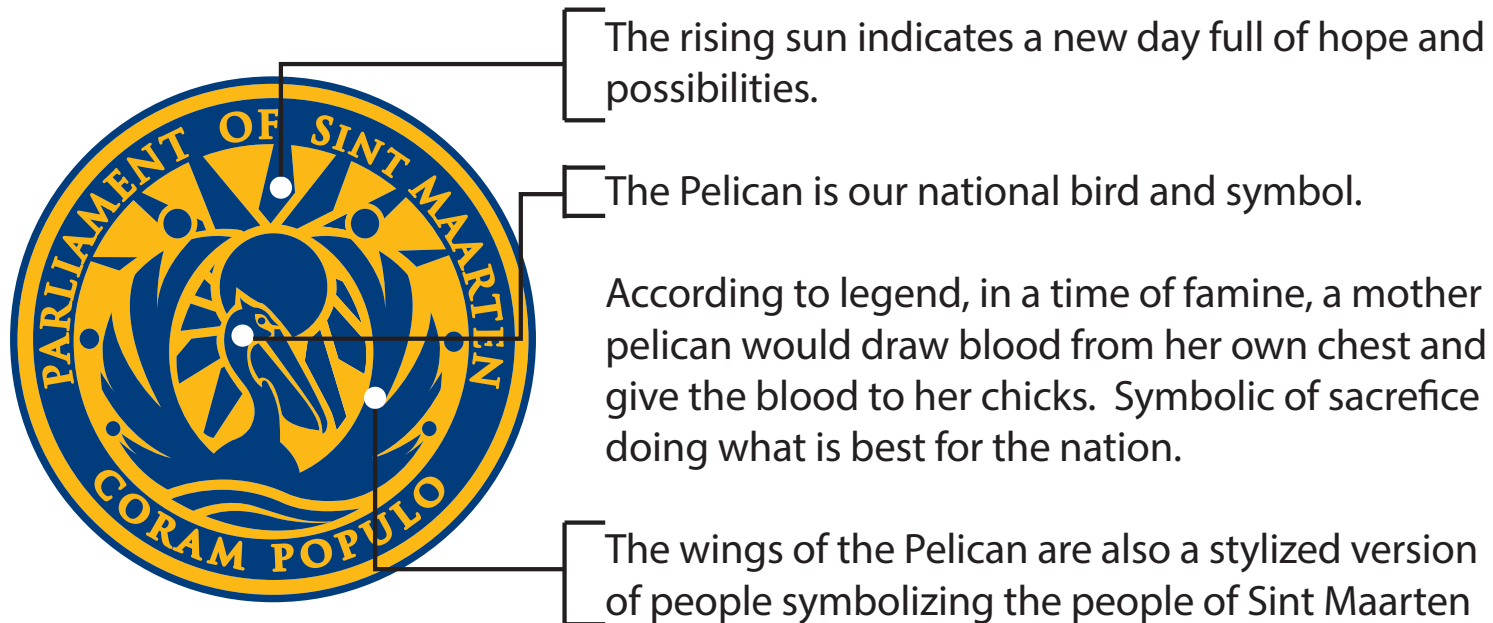 PARLIAMENT OF SINT MAARTEN
CORAM POPULO
The rising sun indicates a new day full of hope and
possibilities.
The Pelican is our national bird and symbol.
According to legend, in a time of famine, a mother
pelican would draw blood from her own chest and
give the blood to her chicks. Symbolic of sacrefice
doing what is best for the nation.
The wings of the Pelican are also a stylized version
of people symbolizing the people of Sint Maarten